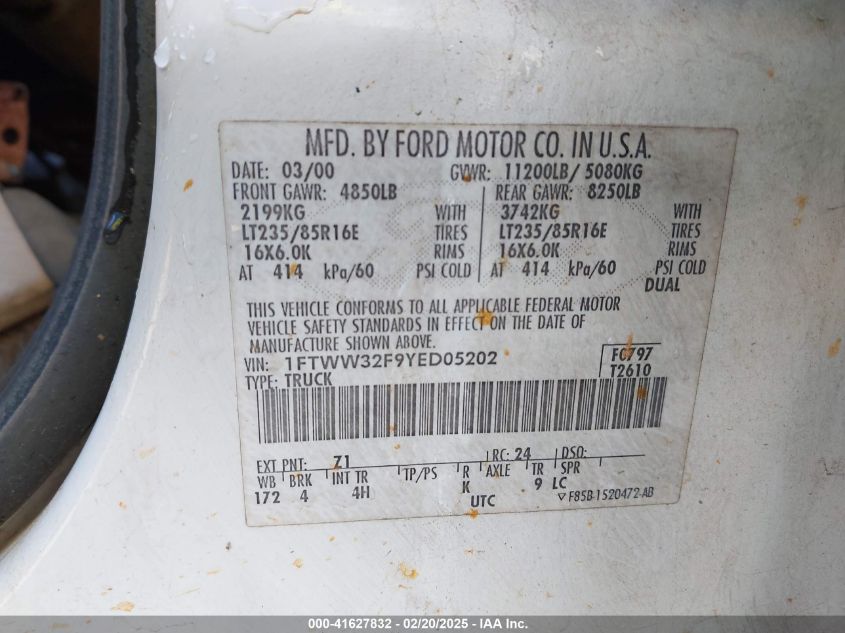 MFD. BY FORD MOTOR CO. IN U.S.A.
DATE: 03/00 GVWR: 11200LB/ 5080KG
FRONT GAWR: 4850LB REAR GAWR: 8250LB
2199KG WITH 3742KG WITH
LT235/85R16E TIRES LT235/85R16E TIRES
16X6.0K RIMS 16X6.0K RIMS
AT 414 kPa/60 PSI COLD AT 414 kPa/60 PSI COLD
DUAL
THIS VEHICLE CONFORMS TO ALL APPLICABLE FEDERAL MOTOR
VEHICLE SAFETY STANDARDS IN EFFECT ON THE DATE OF
MANUFACTURE SHOWN ABOVE.
VIN: 1FTWW32F9YED05202 FC797
TYPE: TRUCK T2610
EXT PNT: Z1 RC: 24 DSO:
WB BRK INT TR TP/PS R AXLE TR SPR
172 4 4H K 9 LC
UTC ▽F85B-1520472-AB
000-41627832 - 02/20/2025 - IAA Inc.